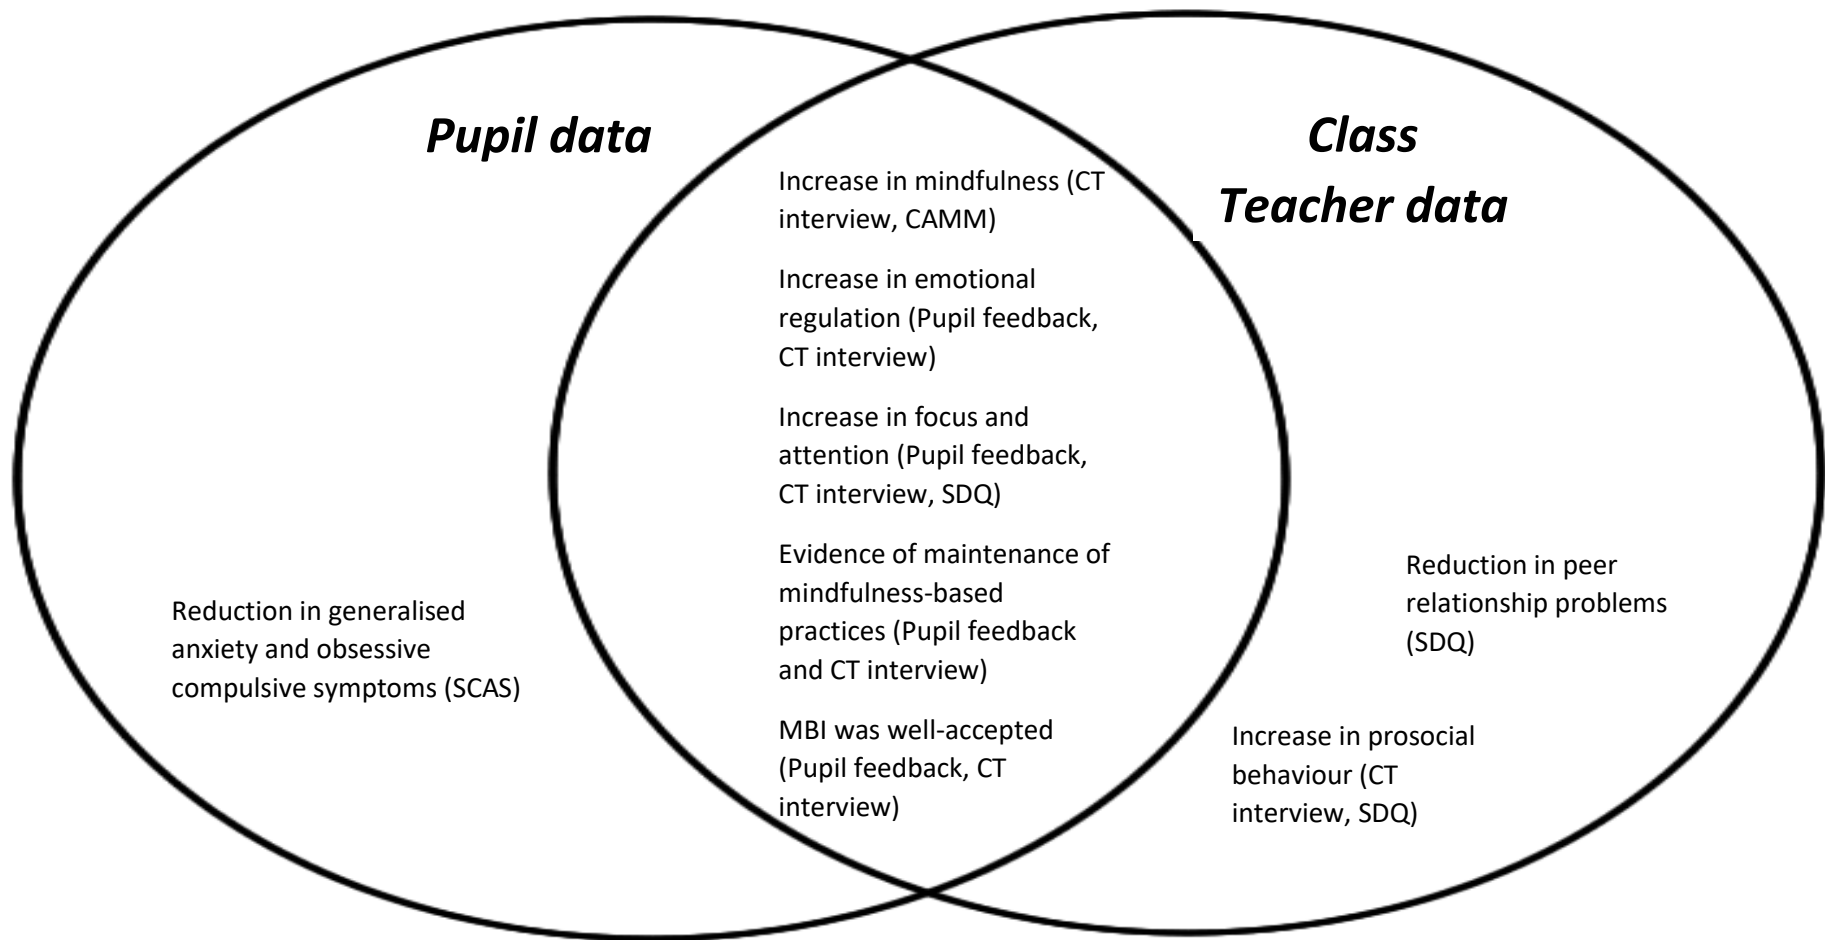 Pupil data
Class
Teacher data
Increase in mindfulness (CT
interview, CAMM)
Increase in emotional
regulation (Pupil feedback,
CT interview)
Increase in focus and
attention (Pupil feedback,
CT interview, SDQ)
Evidence of maintenance of
mindfulness-based
practices (Pupil feedback
and CT interview)
MBI was well-accepted
(Pupil feedback, CT
interview)
Reduction in generalised
anxiety and obsessive
compulsive symptoms (SCAS)
Reduction in peer
relationship problems
(SDQ)
Increase in prosocial
behaviour (CT
interview, SDQ)